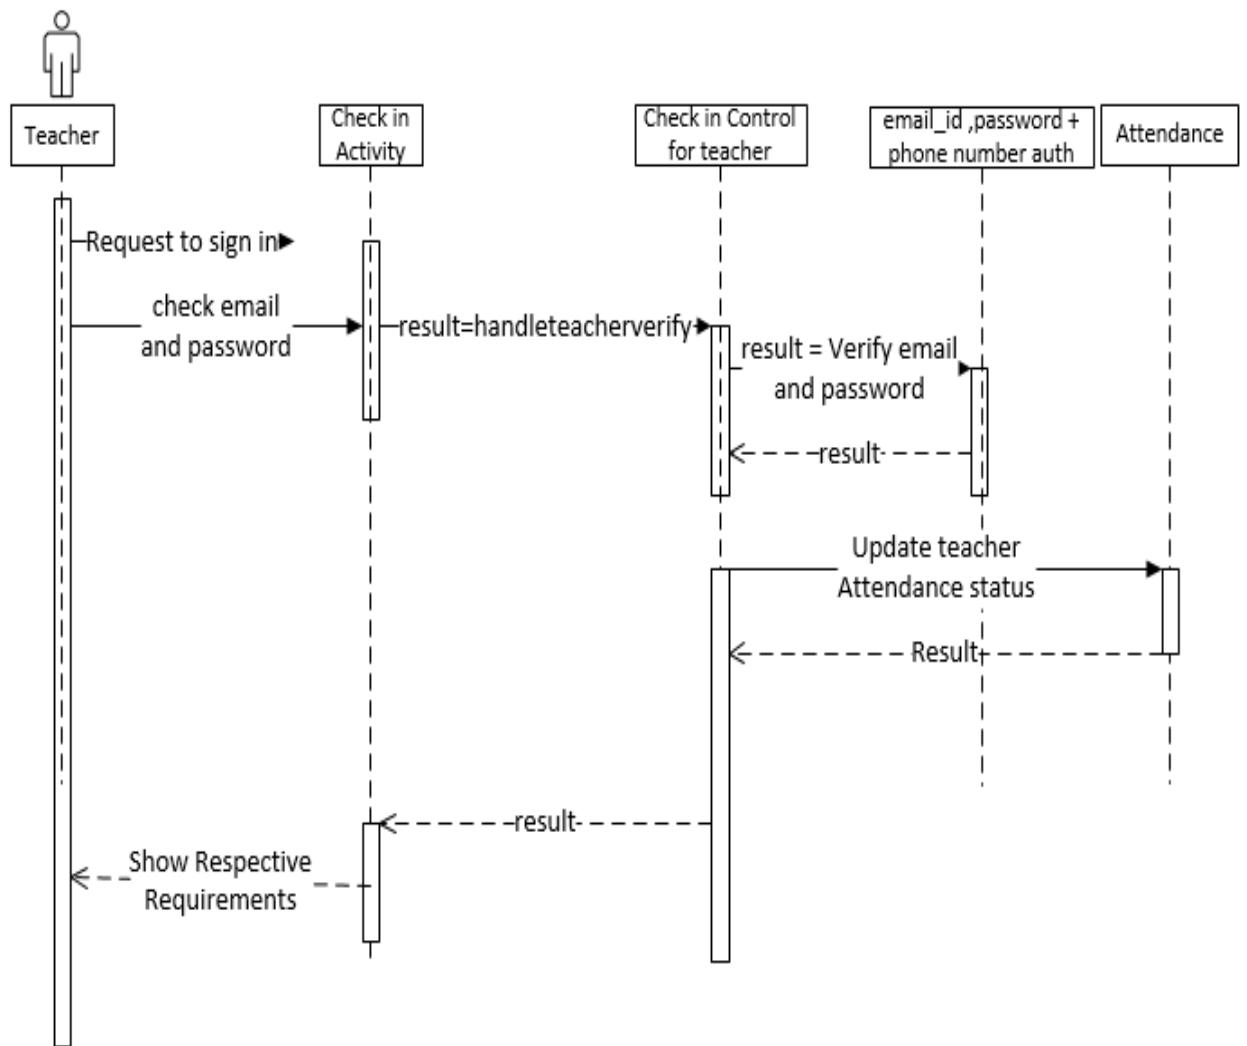 Teacher
Check in
Activity
Check in Control
for teacher
email_id ,password +
phone number auth
Attendance
Request to sign in
check email
and password
result=handleteacherverify
result = Verify email
and password
result
Update teacher
Attendance status
Result
result
Show Respective
Requirements